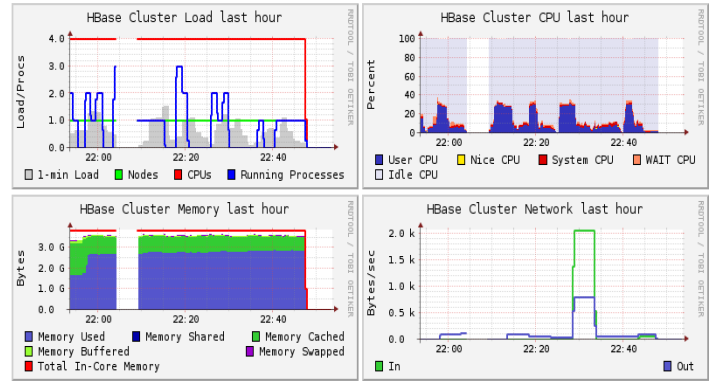 HBase Cluster Load last hour
RRDTOOL / TOBI OETIKER
Load/Procs
4.0
3.0
2.0
1.0
0.0
22:00 22:20 22:40
1-min Load Nodes CPUs Running Processes
HBase Cluster CPU last hour
RRDTOOL / TOBI OETIKER
Percent
100
80
60
40
20
0
22:00 22:20 22:40
User CPU Nice CPU System CPU WAIT CPU
Idle CPU
HBase Cluster Memory last hour
RRDTOOL / TOBI OETIKER
Bytes
3.0 G
2.0 G
1.0 G
0.0
22:00 22:20 22:40
Memory Used Memory Shared Memory Cached
Memory Buffered Memory Swapped
Total In-Core Memory
HBase Cluster Network last hour
RRDTOOL / TOBI OETIKER
Bytes/sec
2.0 k
1.5 k
1.0 k
0.5 k
0.0
22:00 22:20 22:40
In Out